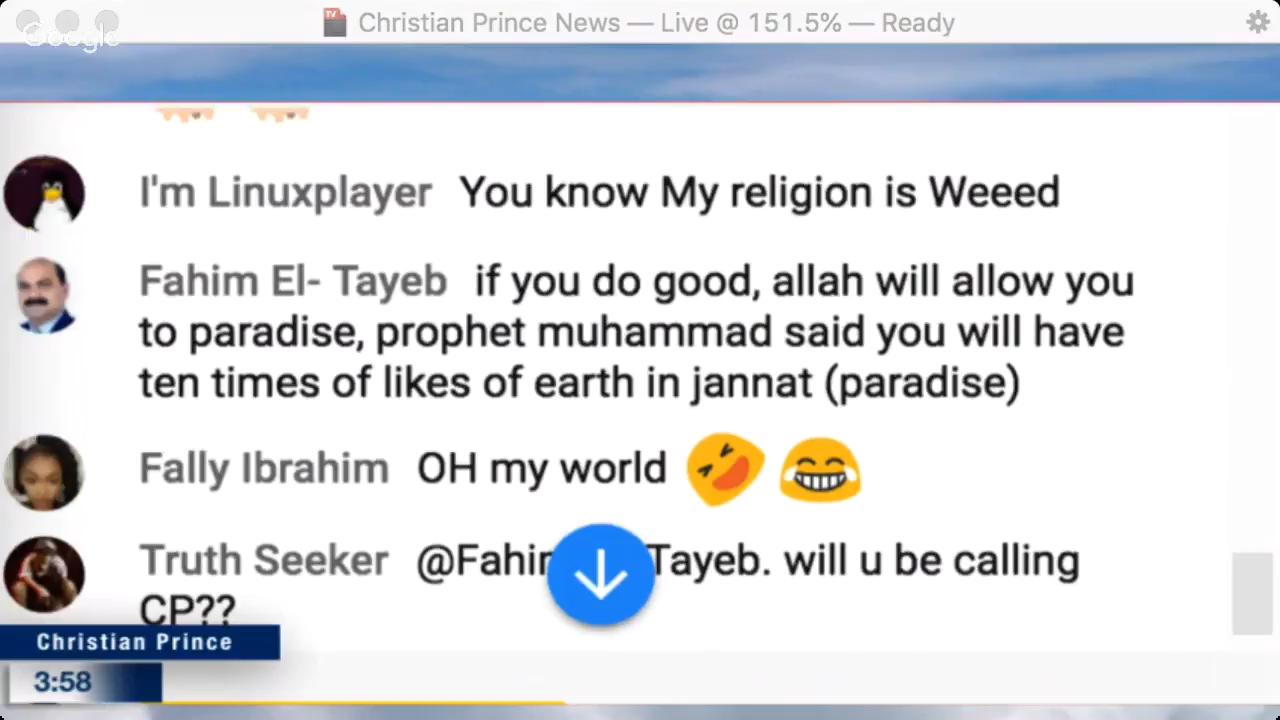 Christian Prince News — Live @ 151.5% — Ready
Google
I'm Linuxplayer You know My religion is Weeed
Fahim El- Tayeb if you do good, allah will allow you
to paradise, prophet muhammad said you will have
ten times of likes of earth in jannat (paradise)
Fally Ibrahim OH my world
Truth Seeker @Fahim Tayeb. will u be calling
CP??
Christian Prince
3:58